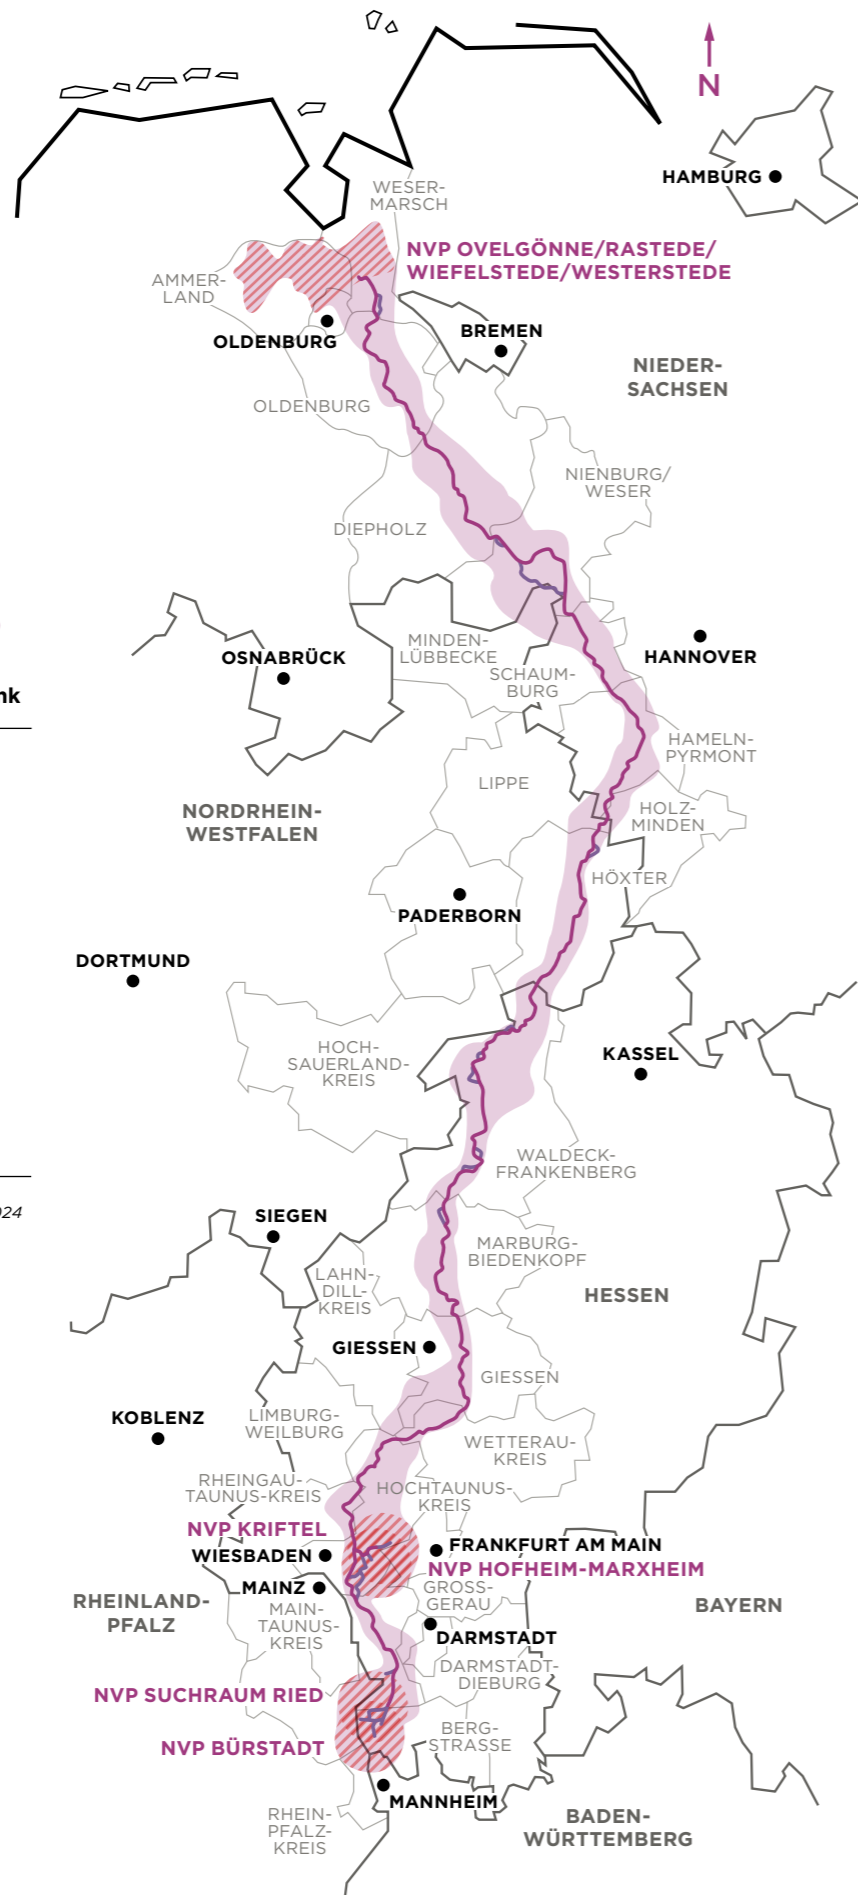 N
HAMBURG
WESER-
MARSCH
NVP OVELGÖNNE/RASTEDE/
WIEFELSTEDE/WESTERSTEDE
AMMER-
LAND
OLDENBURG
BREMEN
NIEDER-
SACHSEN
OLDENBURG
NIENBURG/
WESER
DIEPHOLZ
MINDEN-
LÜBBECKE
HANNOVER
OSNABRÜCK
SCHAUM-
BURG
nk
HAMELN-
PYRMONT
LIPPE
HOLZ-
MINDEN
NORDRHEIN-
WESTFALEN
HÖXTER
PADERBORN
DORTMUND
HOCH-
SAUERLAND-
KREIS
KASSEL
WALDECK-
FRANKENBERG
024
SIEGEN
MARBURG-
BIEDENKOPF
LAHN-
DILL-
KREIS
HESSEN
GIESSEN
GIESSEN
KOBLENZ
LIMBURG-
WEILBURG
WETTERAU-
KREIS
RHEINGAU-
TAUNUS-KREIS
HOCHTAUNUS-
KREIS
NVP KRIFTEL
FRANKFURT AM MAIN
WIESBADEN
NVP HOFHEIM-MARXHEIM
MAINZ
GROSS-
GERAU
RHEINLAND-
PFALZ
MAIN-
TAUNUS-
KREIS
BAYERN
DARMSTADT
DARMSTADT-
DIEBURG
NVP SUCHRAUM RIED
BERG-
STRASSE
NVP BÜRSTADT
MANNHEIM
RHEIN-
PFALZ-
KREIS
BADEN-
WÜRTTEMBERG